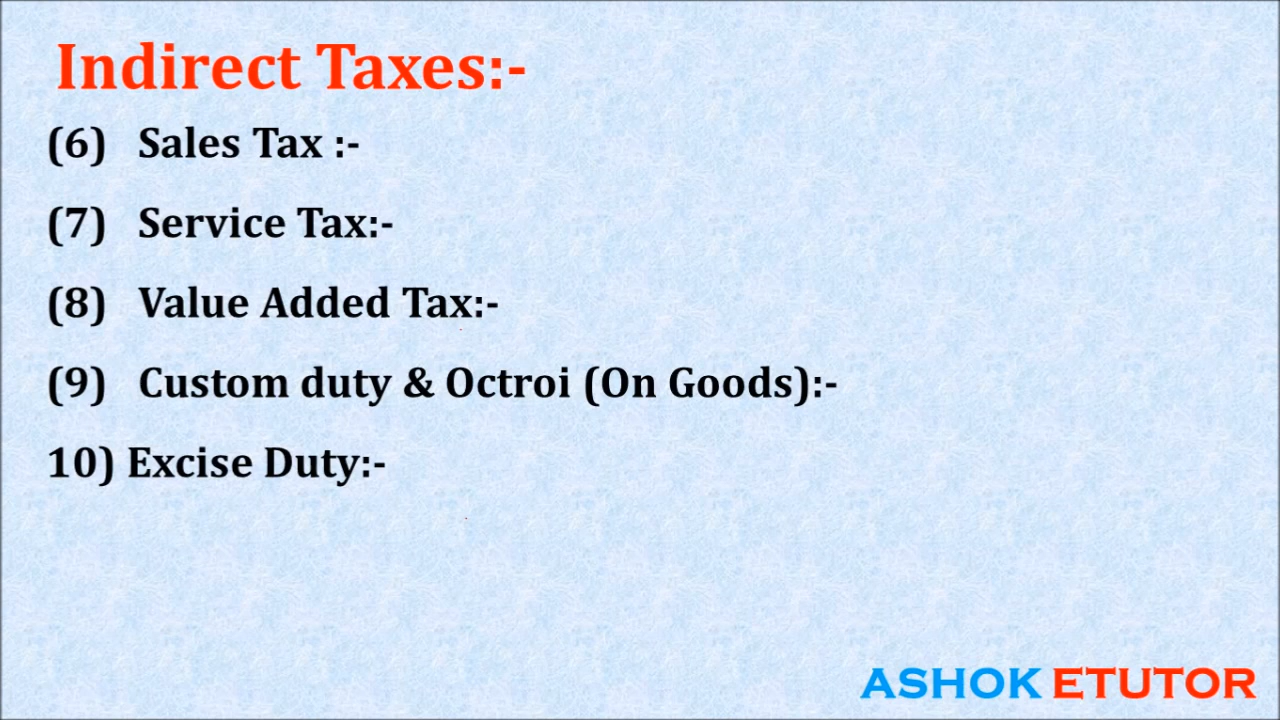 Indirect Taxes:-
(6) Sales Tax :-
(7) Service Tax:-
(8) Value Added Tax:-
(9) Custom duty & Octroi (On Goods):-
10) Excise Duty:-
ASHOK ETUTOR